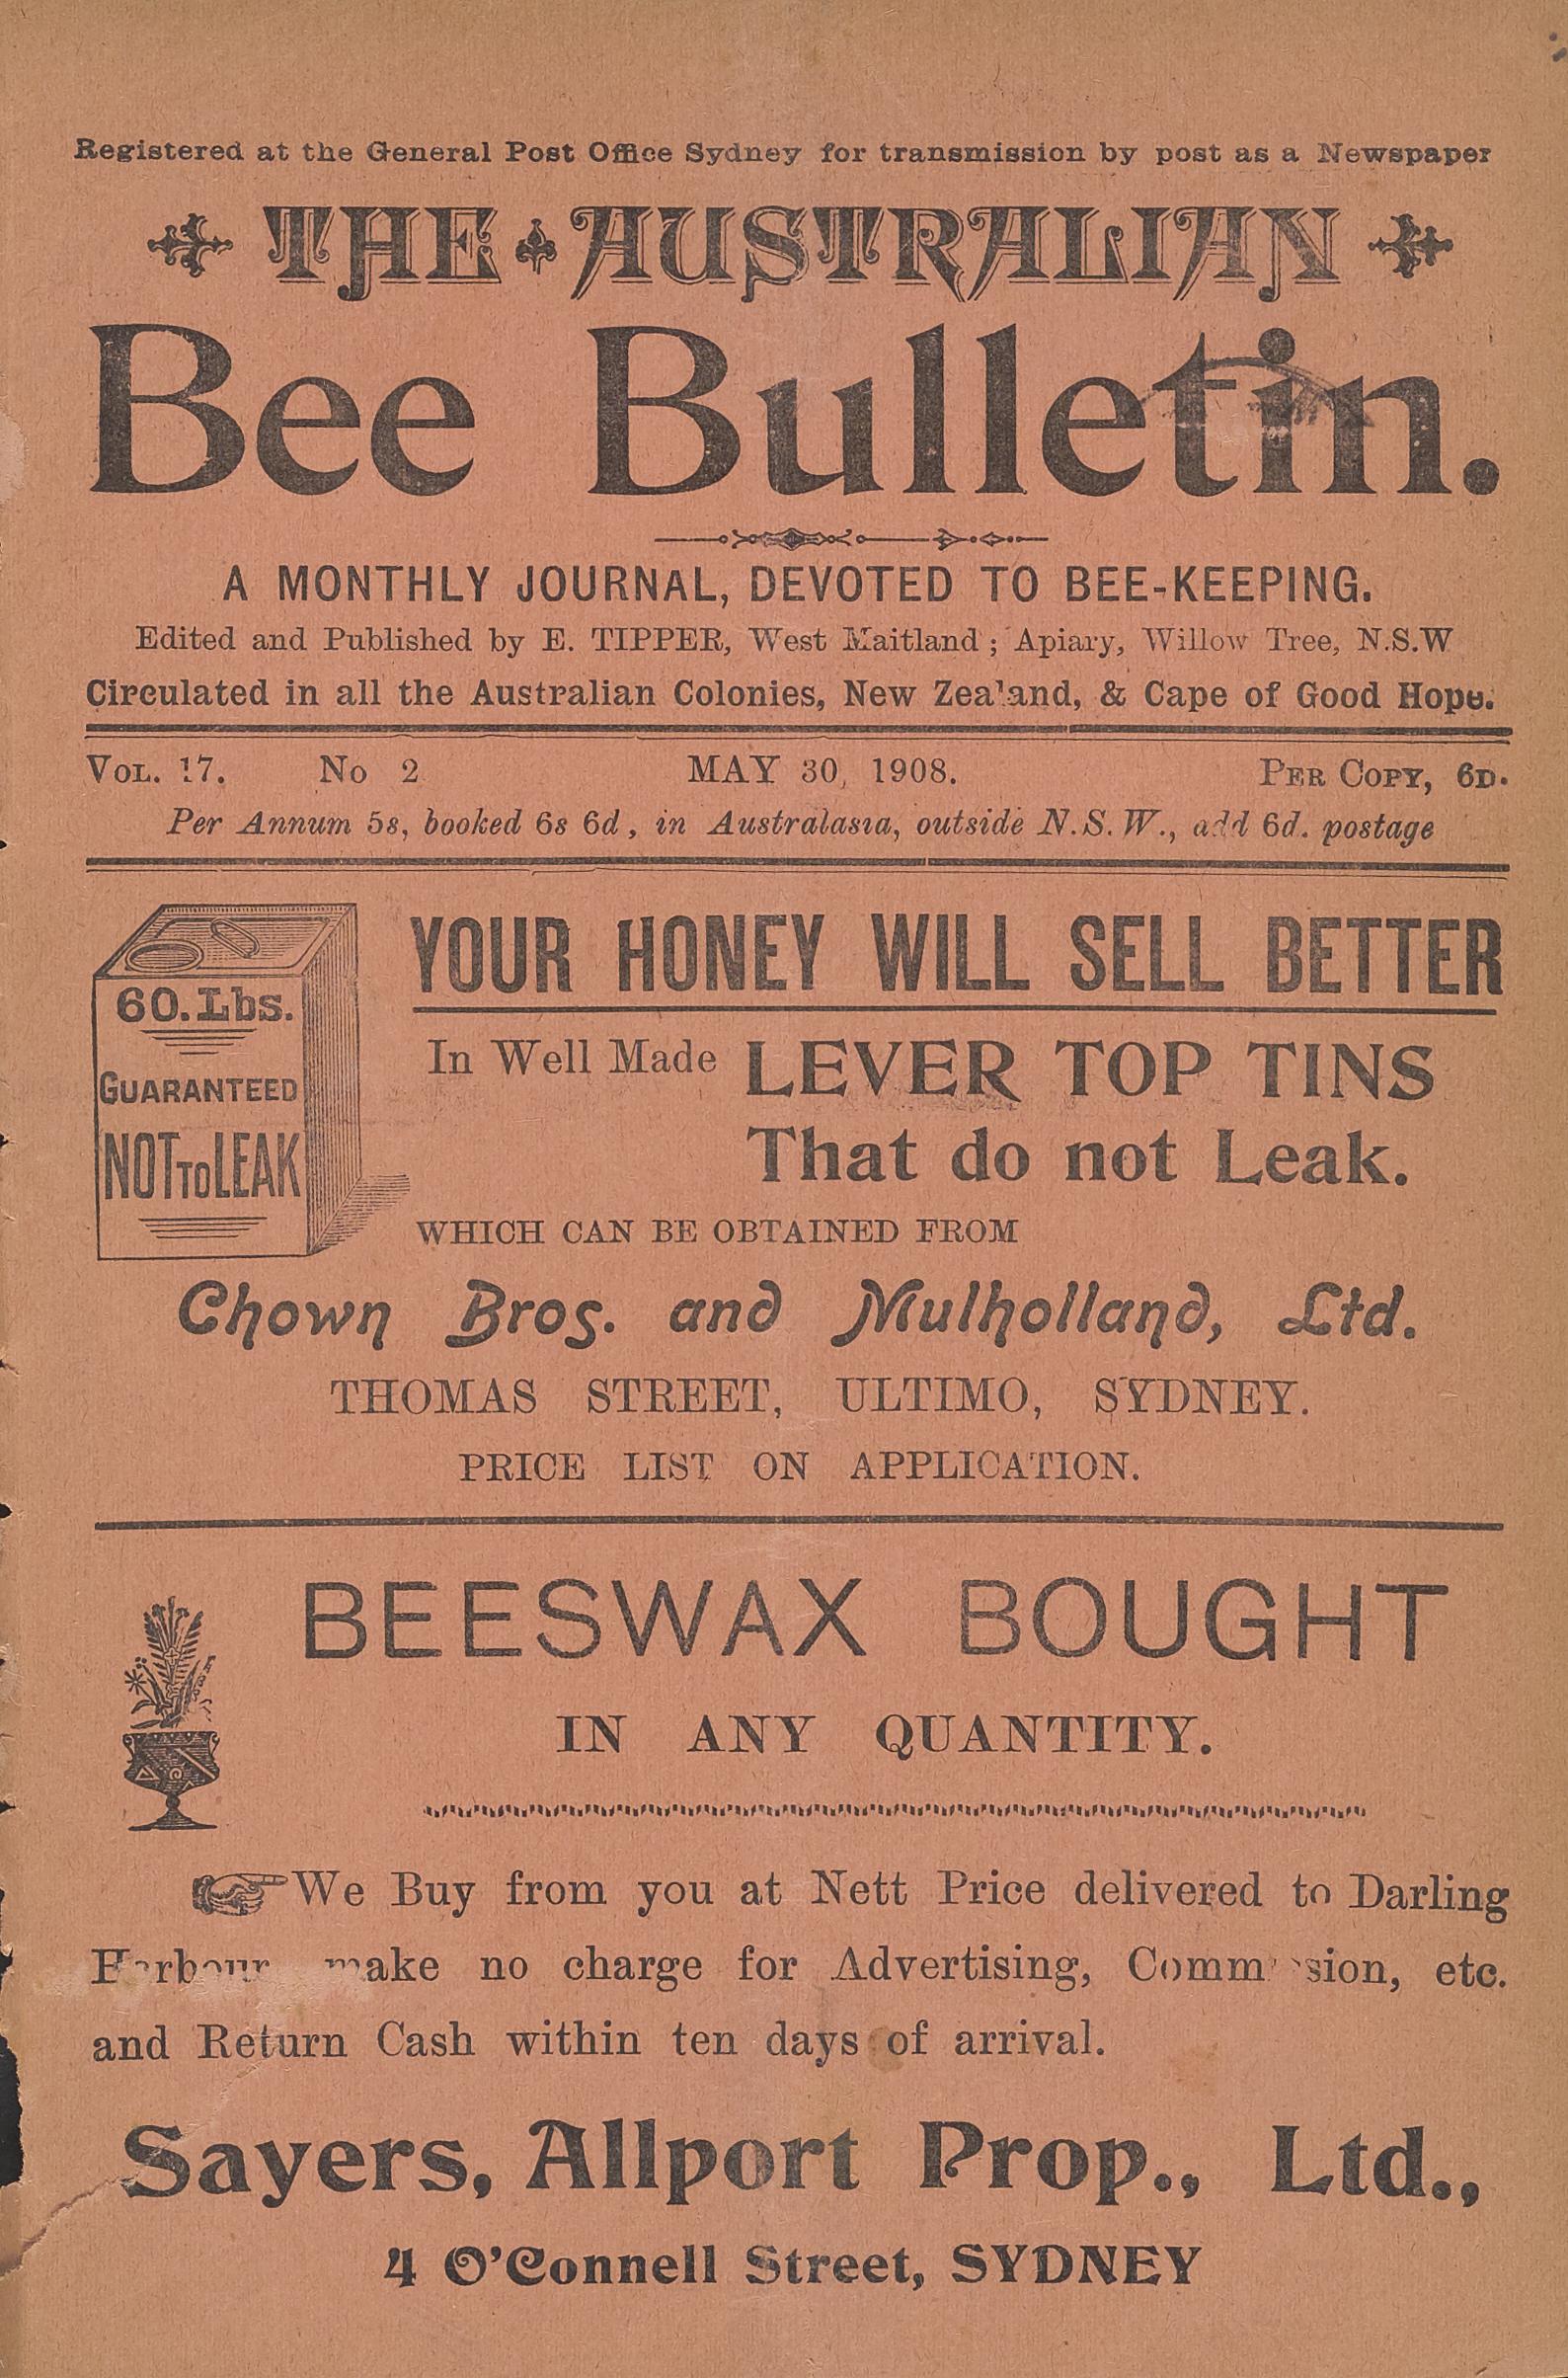 Registered at the General Post Office Sydney for transmission by post as a Newspaper
THE AUSTRALIAN
Bee Bulletin.
A MONTHLY JOURNAL, DEVOTED TO BEE-KEEPING.
Edited and Published by E. TIPPER, West Maitland; Apiary, Willow Tree, N.S.W
Circulated in all the Australian Colonies, New Zealand, & Cape of Good Hope.
VOL. 17. No 2 MAY 30, 1908. PER COPY, 6D.
Per Annum 5s, booked 6s 6d, in Australasia, outside N.S.W., add 6d. postage
60.Lbs.
GUARANTEED
NOT TO LEAK
YOUR HONEY WILL SELL BETTER
In Well Made LEVER TOP TINS
That do not Leak.
WHICH CAN BE OBTAINED FROM
Chown Bros. and Mulholland, Ltd.
THOMAS STREET, ULTIMO, SYDNEY.
PRICE LIST ON APPLICATION.
BEESWAX BOUGHT
IN ANY QUANTITY.
☞We Buy from you at Nett Price delivered to Darling
Harbour make no charge for Advertising, Commission, etc.
and Return Cash within ten days of arrival.
Sayers, Allport Prop., Ltd.,
4 O'Connell Street, SYDNEY